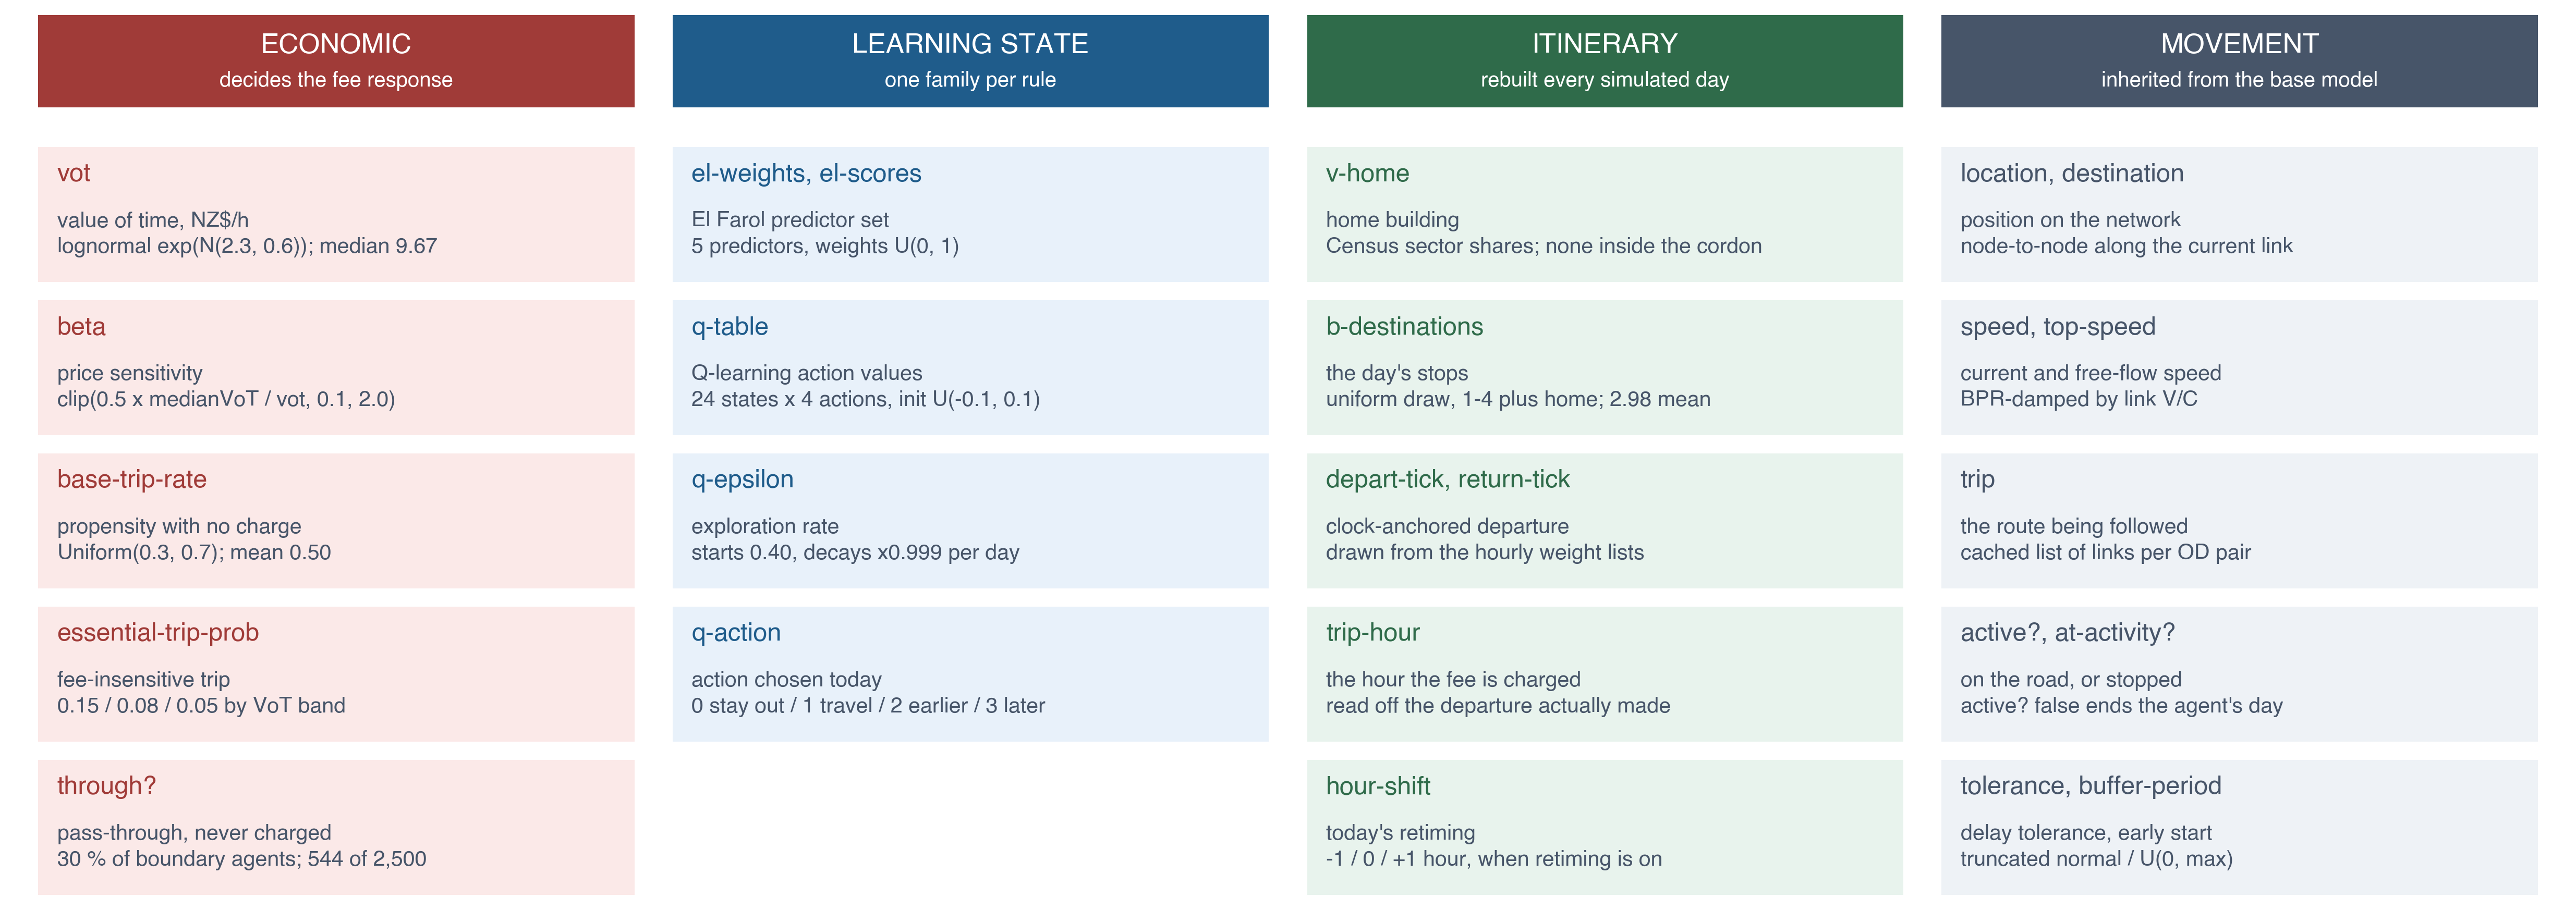 ECONOMIC
decides the fee response
vot
value of time, NZ$/h
lognormal exp(N(2.3, 0.6)); median 9.67
beta
price sensitivity
clip(0.5 x medianVoT / vot, 0.1, 2.0)
base-trip-rate
propensity with no charge
Uniform(0.3, 0.7); mean 0.50
essential-trip-prob
fee-insensitive trip
0.15 / 0.08 / 0.05 by VoT band
through?
pass-through, never charged
30 % of boundary agents; 544 of 2,500
LEARNING STATE
one family per rule
el-weights, el-scores
El Farol predictor set
5 predictors, weights U(0, 1)
q-table
Q-learning action values
24 states x 4 actions, init U(-0.1, 0.1)
q-epsilon
exploration rate
starts 0.40, decays x0.999 per day
q-action
action chosen today
0 stay out / 1 travel / 2 earlier / 3 later
ITINERARY
rebuilt every simulated day
v-home
home building
Census sector shares; none inside the cordon
b-destinations
the day's stops
uniform draw, 1-4 plus home; 2.98 mean
depart-tick, return-tick
clock-anchored departure
drawn from the hourly weight lists
trip-hour
the hour the fee is charged
read off the departure actually made
hour-shift
today's retiming
-1 / 0 / +1 hour, when retiming is on
MOVEMENT
inherited from the base model
location, destination
position on the network
node-to-node along the current link
speed, top-speed
current and free-flow speed
BPR-damped by link V/C
trip
the route being followed
cached list of links per OD pair
active?, at-activity?
on the road, or stopped
active? false ends the agent's day
tolerance, buffer-period
delay tolerance, early start
truncated normal / U(0, max)